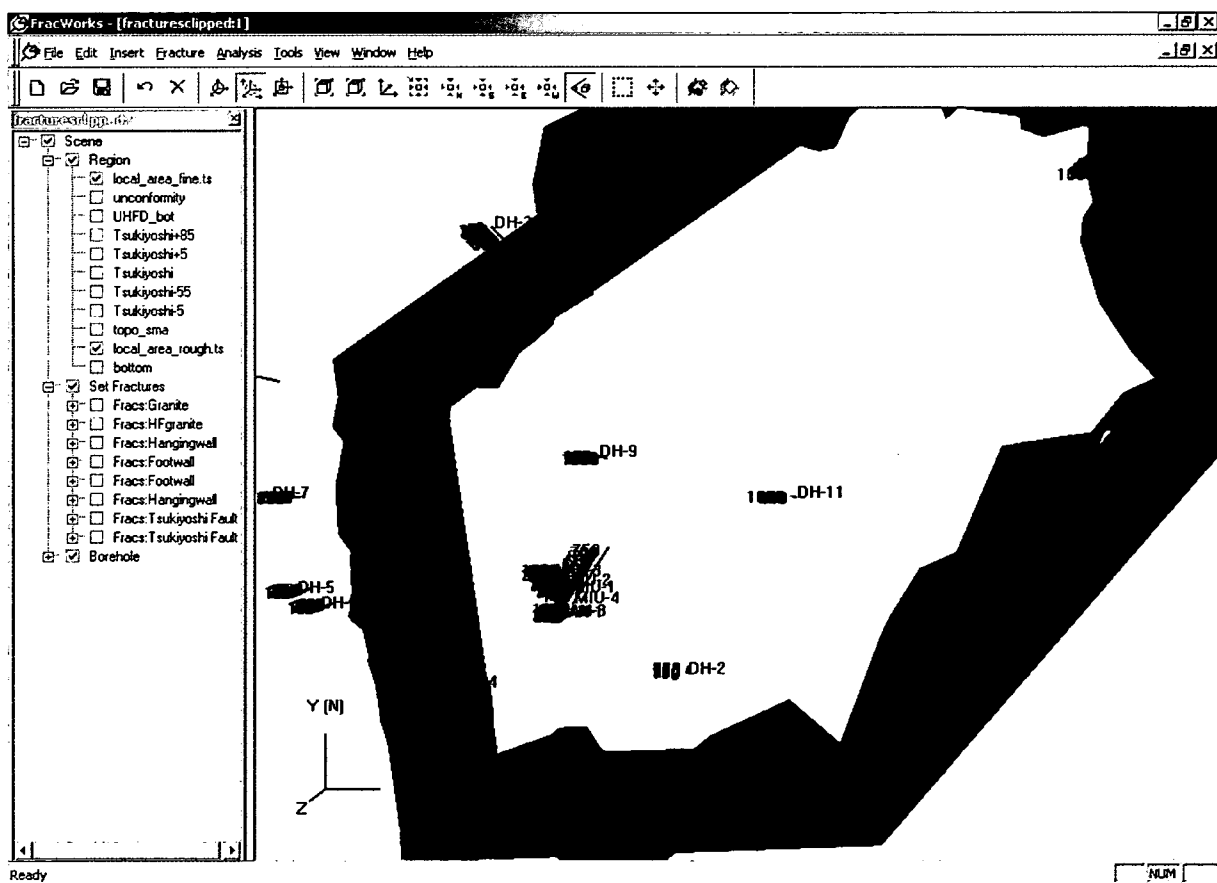 FracWorks - [fracturesclipped:1]
File Edit Insert Fracture Analysis Tools View Window Help
Scene
Region
local_area_fine.ts
unconformity
UHFD_bot
Tsukiyoshi+85
Tsukiyoshi+5
Tsukiyoshi
Tsukiyoshi-55
Tsukiyoshi-5
topo_sma
local_area_rough.ts
bottom
Set Fractures
Fracs:Granite
Fracs:HFgranite
Fracs:Hangingwall
Fracs:Footwall
Fracs:Footwall
Fracs:Hangingwall
Fracs:Tsukiyoshi Fault
Fracs:Tsukiyoshi Fault
Borehole
DH-9
DH-7
DH-11
DH-5
MIU-4
DH-2
Y (N)
Z
Ready
NUM